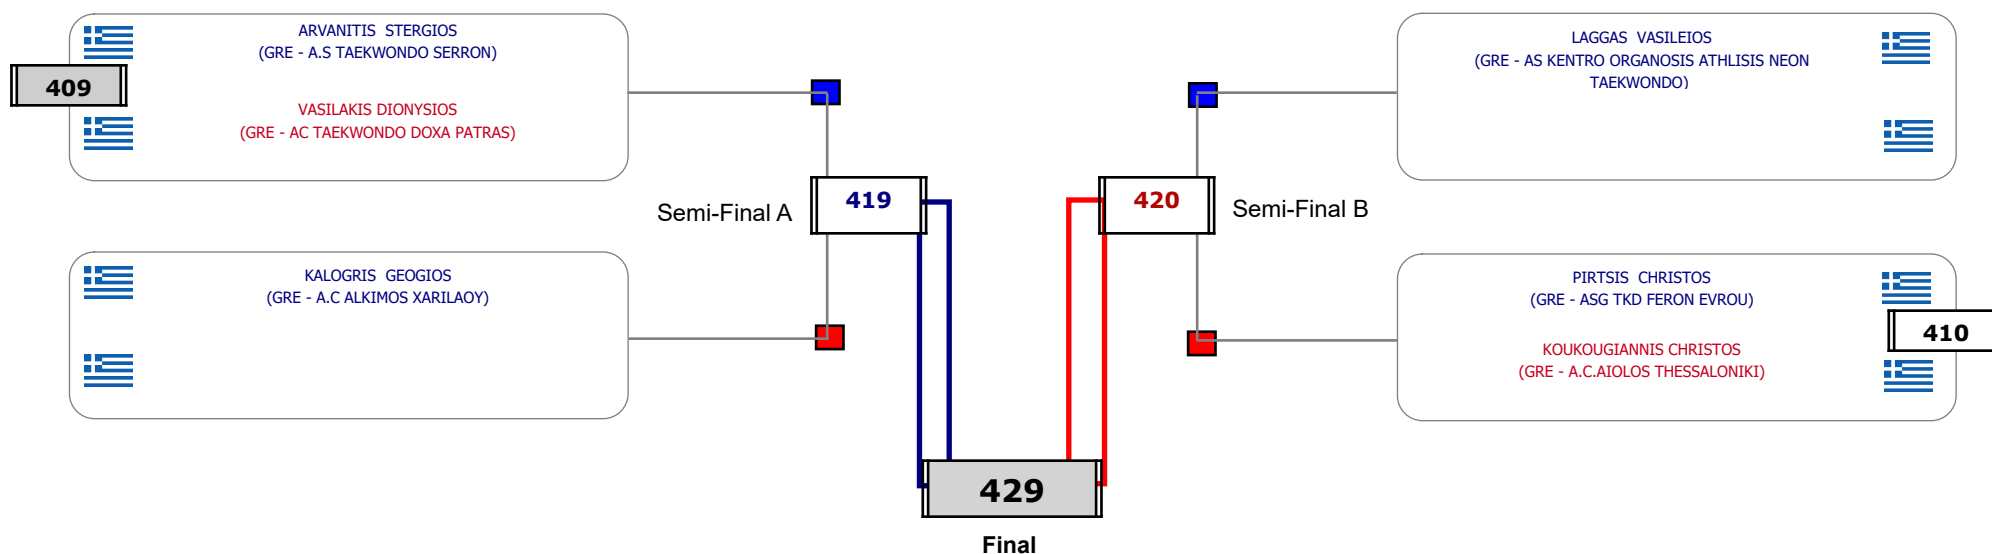 ARVANITIS STERGIOS
(GRE - A.S TAEKWONDO SERRON)
409
VASILAKIS DIONYSIOS
(GRE - AC TAEKWONDO DOXA PATRAS)
LAGGAS VASILEIOS
(GRE - AS KENTRO ORGANOSIS ATHLISIS NEON
TAEKWONDO)
419
Semi-Final A
420
Semi-Final B
KALOGRIS GEOGIOS
(GRE - A.C ALKIMOS XARILAOY)
PIRTSIS CHRISTOS
(GRE - ASG TKD FERON EVROU)
410
KOUKOUGIANNIS CHRISTOS
(GRE - A.C.AIOLOS THESSALONIKI)
429
Final